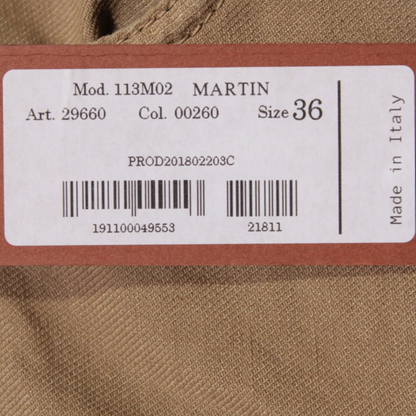 Mod. 113M02 MARTIN
Art. 29660 Col. 00260 Size 36
PROD201802203C
191100049553 21811
Made in Italy